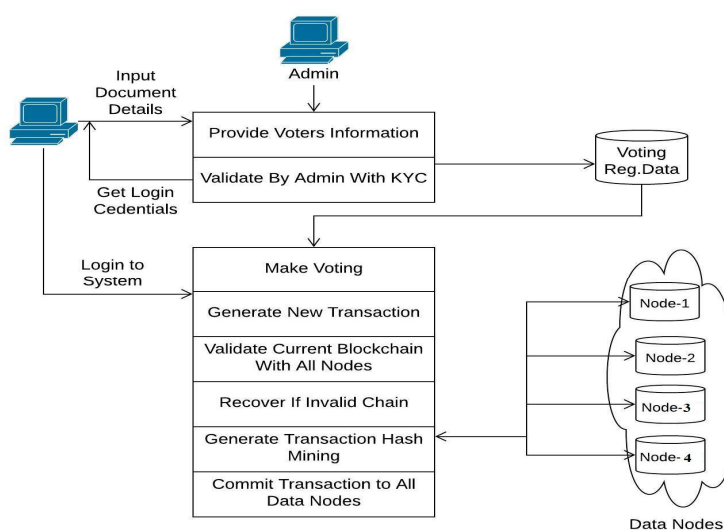 Admin
Input
Document
Details
Provide Voters Information
Validate By Admin With KYC
Get Login
Cedentials
Voting
Reg.Data
Login to
System
Make Voting
Generate New Transaction
Validate Current Blockchain
With All Nodes
Recover If Invalid Chain
Generate Transaction Hash
Mining
Commit Transaction to All
Data Nodes
Node-1
Node-2
Node-3
Node-4
Data Nodes